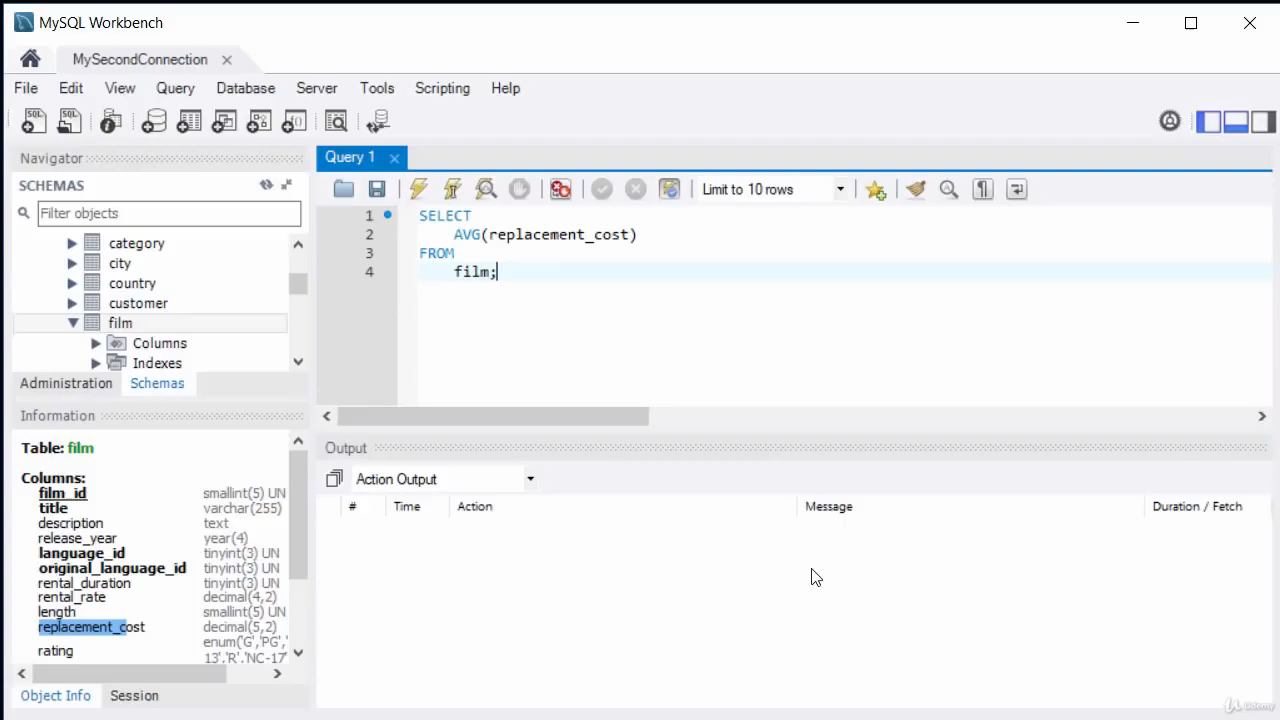 MySQL Workbench
MySecondConnection
File Edit View Query Database Server Tools Scripting Help
Navigator
SCHEMAS
Filter objects
category
city
country
customer
film
Columns
Indexes
Administration Schemas
Information
Table: film
Columns:
film_id smallint(5) UN
title varchar(255)
description text
release_year year(4)
language_id tinyint(3) UN
original_language_id tinyint(3) UN
rental_duration tinyint(3) UN
rental_rate decimal(4,2)
length smallint(5) UN
replacement_cost decimal(5,2)
rating enum('G','PG','
13','R','NC-17'
Object Info Session
Query 1
Limit to 10 rows
1 SELECT
2 AVG(replacement_cost)
3 FROM
4 film;
Output
Action Output
# Time Action Message Duration / Fetch
Udemy